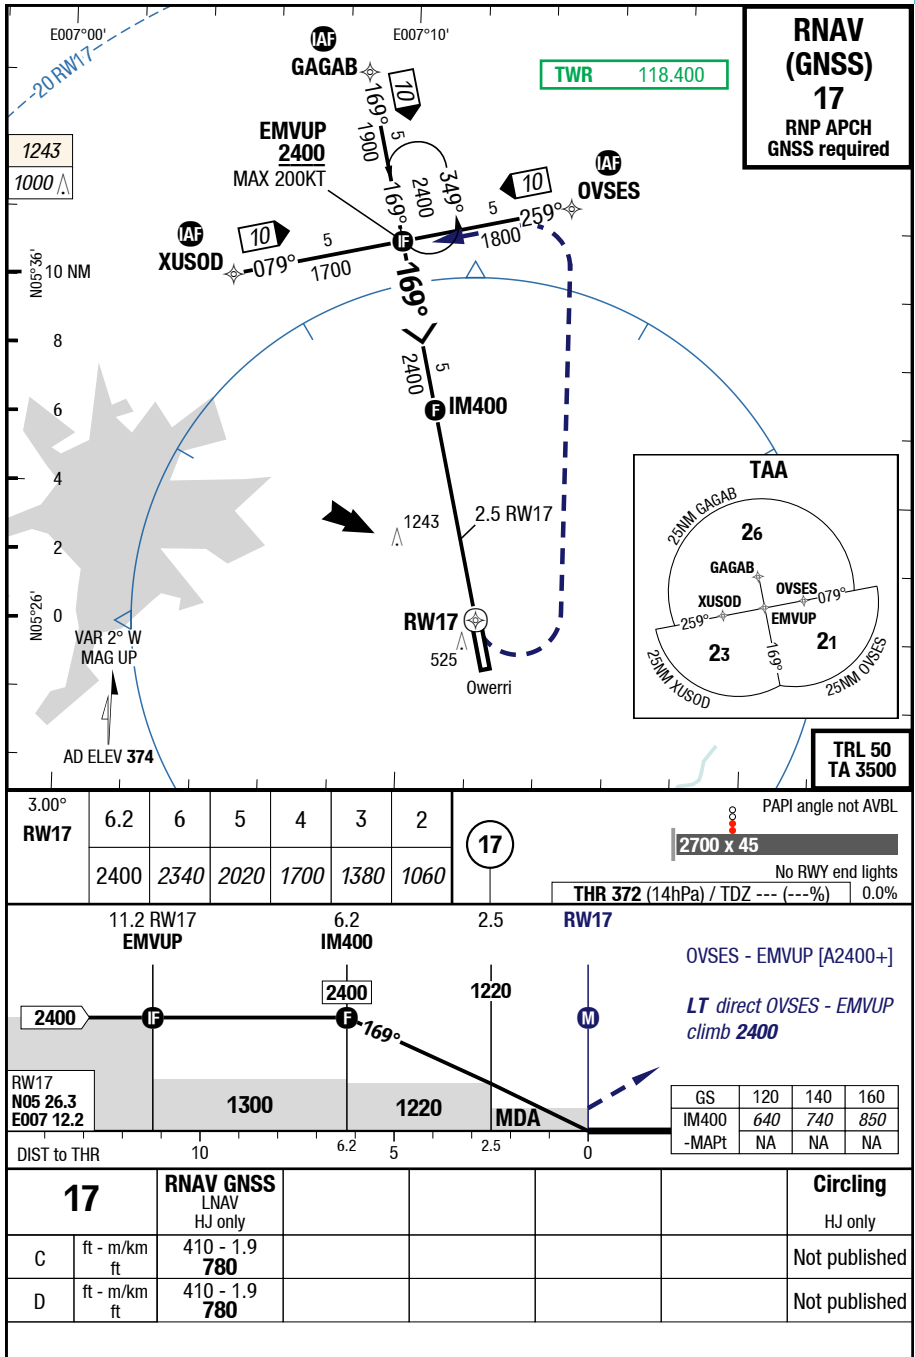 E007°00'
E007°10'
-20 RW17-
IAF
GAGAB
10
TWR 118.400
RNAV
(GNSS)
17
RNP APCH
GNSS required
1243
1000
EMVUP
2400
MAX 200KT
169°
5
1900
169°
2400
349°
IAF
OVSES
10
5
259°
1800
IAF
XUSOD
10
5
079°
1700
IF
169°
N05°36'
10 NM
8
6
4
2
0
N05°26'
5
2400
F IM400
1243
2.5 RW17
RW17
525
Owerri
VAR 2° W
MAG UP
AD ELEV 374
TAA
25NM GAGAB
26
GAGAB
OVSES
079°
XUSOD
EMVUP
259°
23
169°
21
25NM XUSOD
25NM OVSES
TRL 50
TA 3500
3.00°
RW17
6.2 6 5 4 3 2
2400 2340 2020 1700 1380 1060
17
PAPI angle not AVBL
2700 x 45
No RWY end lights
THR 372 (14hPa) / TDZ --- (---%) 0.0%
11.2 RW17
EMVUP
6.2
IM400
2.5
RW17
OVSES - EMVUP [A2400+]
LT direct OVSES - EMVUP
climb 2400
2400
IF
2400
F
169°
1220
M
RW17
N05 26.3
E007 12.2
1300
1220
MDA
GS 120 140 160
IM400 640 740 850
-MAPt NA NA NA
DIST to THR 10 6.2 5 2.5 0
17
RNAV GNSS
LNAV
HJ only
Circling
HJ only
C
ft - m/km
ft
410 - 1.9
780
Not published
D
ft - m/km
ft
410 - 1.9
780
Not published